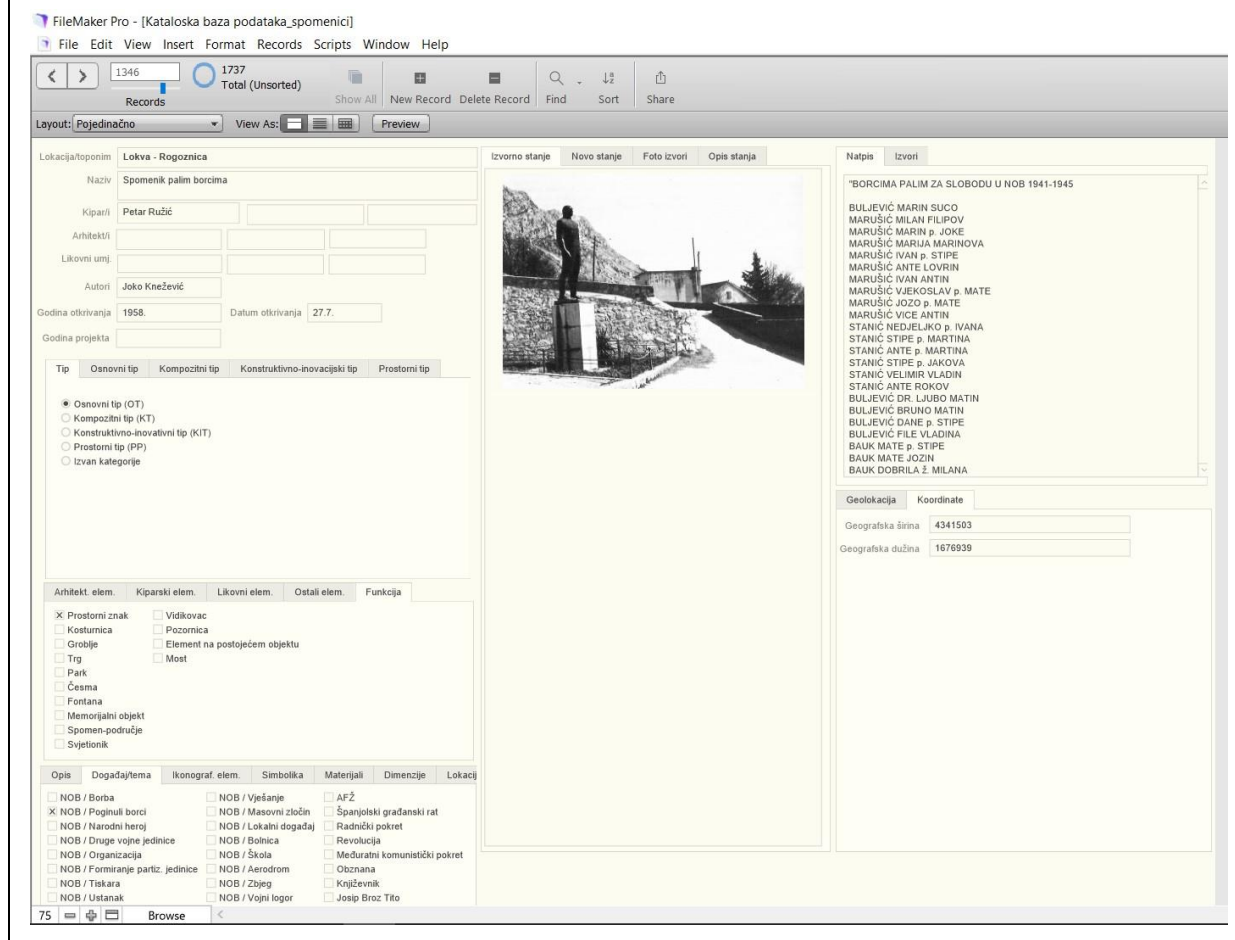 FileMaker Pro - [Kataloska baza podataka_spomenici]
File Edit View Insert Format Records Scripts Window Help
1346
1737
Total (Unsorted)
Records
Show All New Record Delete Record Find Sort Share
Layout: Pojedinačno View As: Preview
Lokacija/toponim Lokva - Rogoznica
Naziv Spomenik palim borcima
Kipar/i Petar Ružić
Arhitekt/i
Likovni umj.
Autori Joko Knežević
Godina otkrivanja 1958. Datum otkrivanja 27.7.
Godina projekta
Tip Osnovni tip Kompozitni tip Konstruktivno-inovacijski tip Prostorni tip
Osnovni tip (OT)
Kompozitni tip (KT)
Konstruktivno-inovativni tip (KIT)
Prostorni tip (PP)
Izvan kategorije
Arhitekt. elem. Kiparski elem. Likovni elem. Ostali elem. Funkcija
Prostorni znak Vidikovac
Kosturnica Pozornica
Groblje Element na postojećem objektu
Trg Most
Park
Česma
Fontana
Memorijalni objekt
Spomen-područje
Svjetionik
Opis Događaj/tema Ikonograf. elem. Simbolika Materijali Dimenzije Lokacij
NOB / Borba NOB / Vješanje AFŽ
NOB / Poginuli borci NOB / Masovni zločin Španjolski građanski rat
NOB / Narodni heroj NOB / Lokalni događaj Radnički pokret
NOB / Druge vojne jedinice NOB / Bolnica Revolucija
NOB / Organizacija NOB / Škola Međuratni komunistički pokret
NOB / Formiranje partiz. jedinice NOB / Aerodrom Obznana
NOB / Tiskara NOB / Zbjeg Književnik
NOB / Ustanak NOB / Vojni logor Josip Broz Tito
Izvorno stanje Novo stanje Foto izvori Opis stanja
Natpis Izvori
"BORCIMA PALIM ZA SLOBODU U NOB 1941-1945
BULJEVIĆ MARIN SUCO
MARUŠIĆ MILAN FILIPOV
MARUŠIĆ MARIN p. JOKE
MARUŠIĆ MARIJA MARINOVA
MARUŠIĆ IVAN p. STIPE
MARUŠIĆ ANTE LOVRIN
MARUŠIĆ IVAN ANTIN
MARUŠIĆ VJEKOSLAV p. MATE
MARUŠIĆ JOZO p. MATE
MARUŠIĆ VICE ANTIN
STANIĆ NEDJELJKO p. IVANA
STANIĆ STIPE p. MARTINA
STANIĆ ANTE p. MARTINA
STANIĆ STIPE p. JAKOVA
STANIĆ VELIMIR VLADIN
STANIĆ ANTE ROKOV
BULJEVIĆ DR. LJUBO MATIN
BULJEVIĆ BRUNO MATIN
BULJEVIĆ DANE p. STIPE
BULJEVIĆ FILE VLADINA
BAUK MATE p. STIPE
BAUK MATE JOZIN
BAUK DOBRILA Ž. MILANA
Geolokacija Koordinate
Geografska širina 4341503
Geografska dužina 1676939
75 Browse